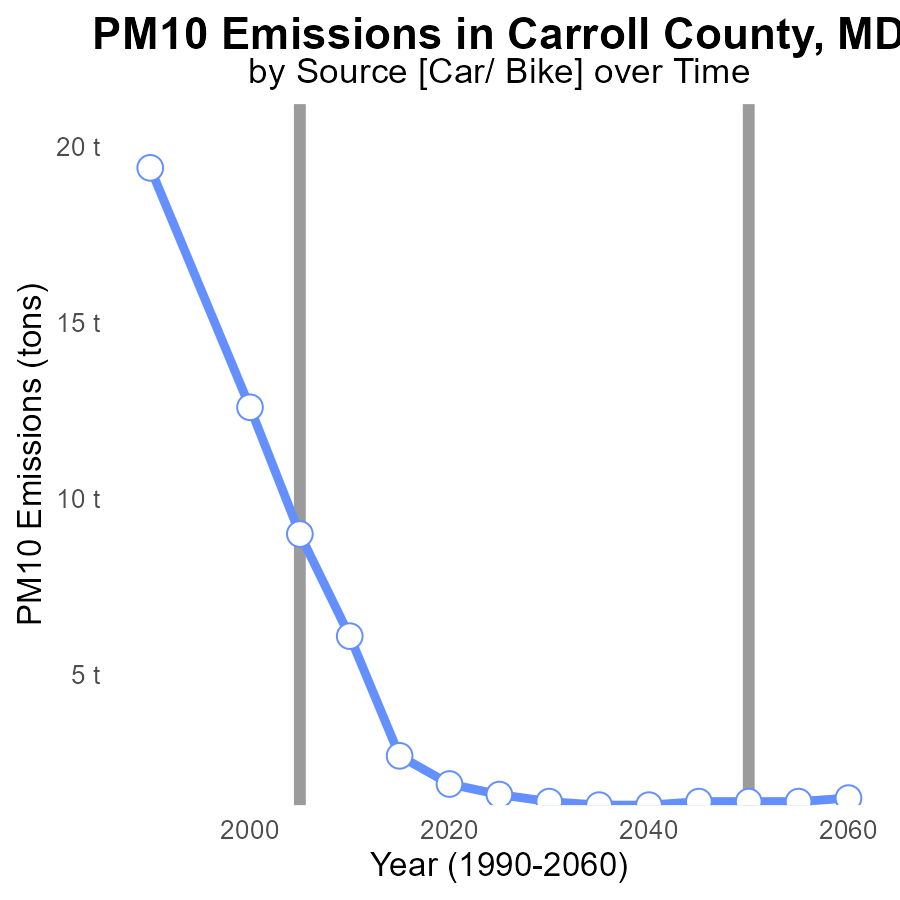 PM10 Emissions in Carroll County, MD
by Source [Car/ Bike] over Time
20 t
15 t
10 t
5 t
PM10 Emissions (tons)
2000 2020 2040 2060
Year (1990-2060)